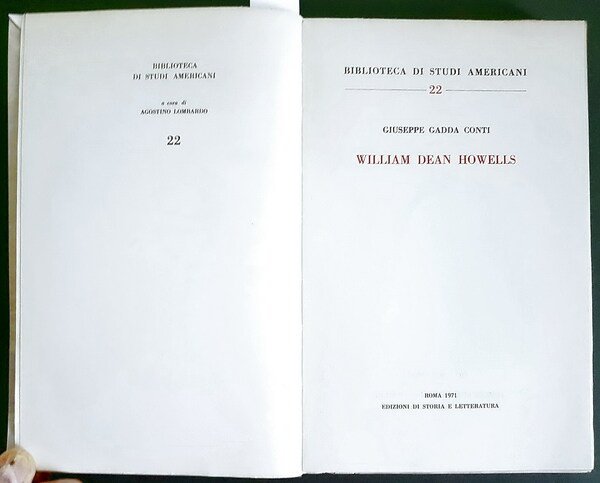 BIBLIOTECA
DI STUDI AMERICANI
a cura di
AGOSTINO LOMBARDO
22
BIBLIOTECA DI STUDI AMERICANI
22
GIUSEPPE GADDA CONTI
WILLIAM DEAN HOWELLS
ROMA 1971
EDIZIONI DI STORIA E LETTERATURA